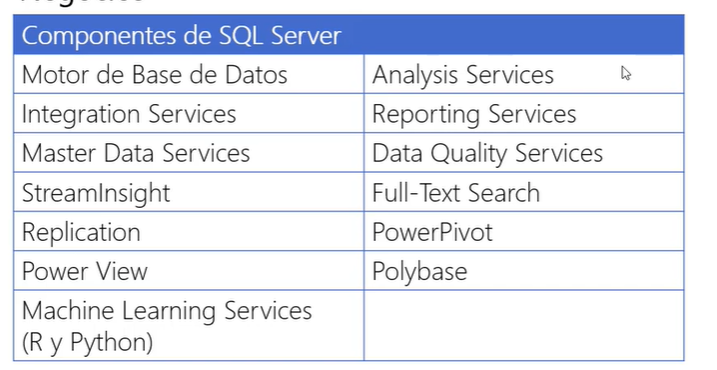 Componentes de SQL Server
Motor de Base de Datos
Analysis Services
Integration Services
Reporting Services
Master Data Services
Data Quality Services
StreamInsight
Full-Text Search
Replication
PowerPivot
Power View
Polybase
Machine Learning Services
(R y Python)